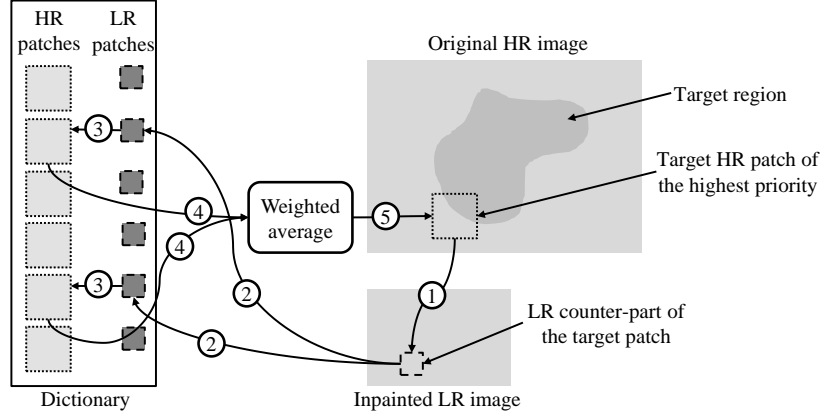 HR
patches
LR
patches
Original HR image
Target region
3
Target HR patch of
the highest priority
4
Weighted
average
5
4
3
2
1
2
LR counter-part of
the target patch
Dictionary
Inpainted LR image